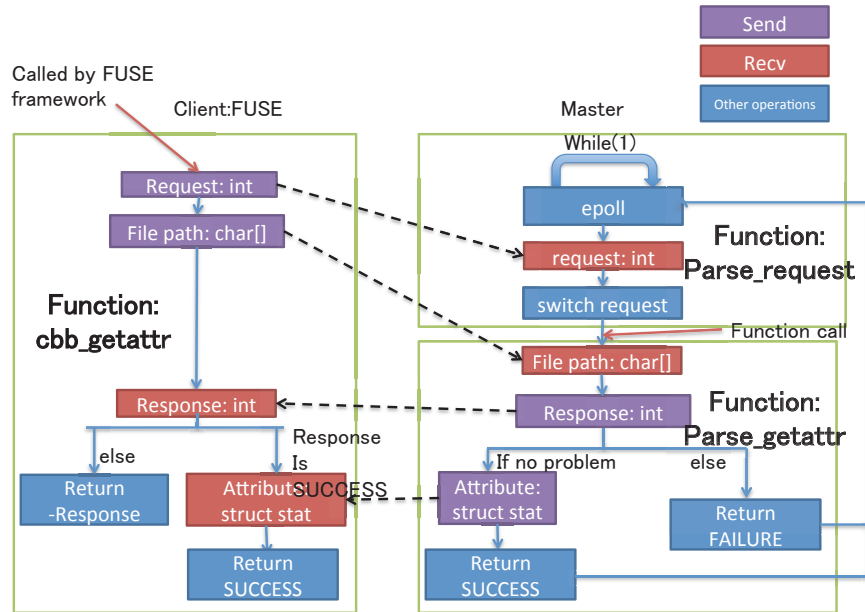 Send
Recv
Other operations
Called by FUSE
framework
Client:FUSE
Master
While(1)
Request: int
epoll
File path: char[]
Function:
Parse_request
request: int
switch request
Function:
cbb_getattr
Function call
File path: char[]
Response: int
Response: int
Function:
Parse_getattr
else
Response
Is
SUCCESS
If no problem
else
Return
-Response
Attribute:
struct stat
Attribute:
struct stat
Return
FAILURE
Return
SUCCESS
Return
SUCCESS